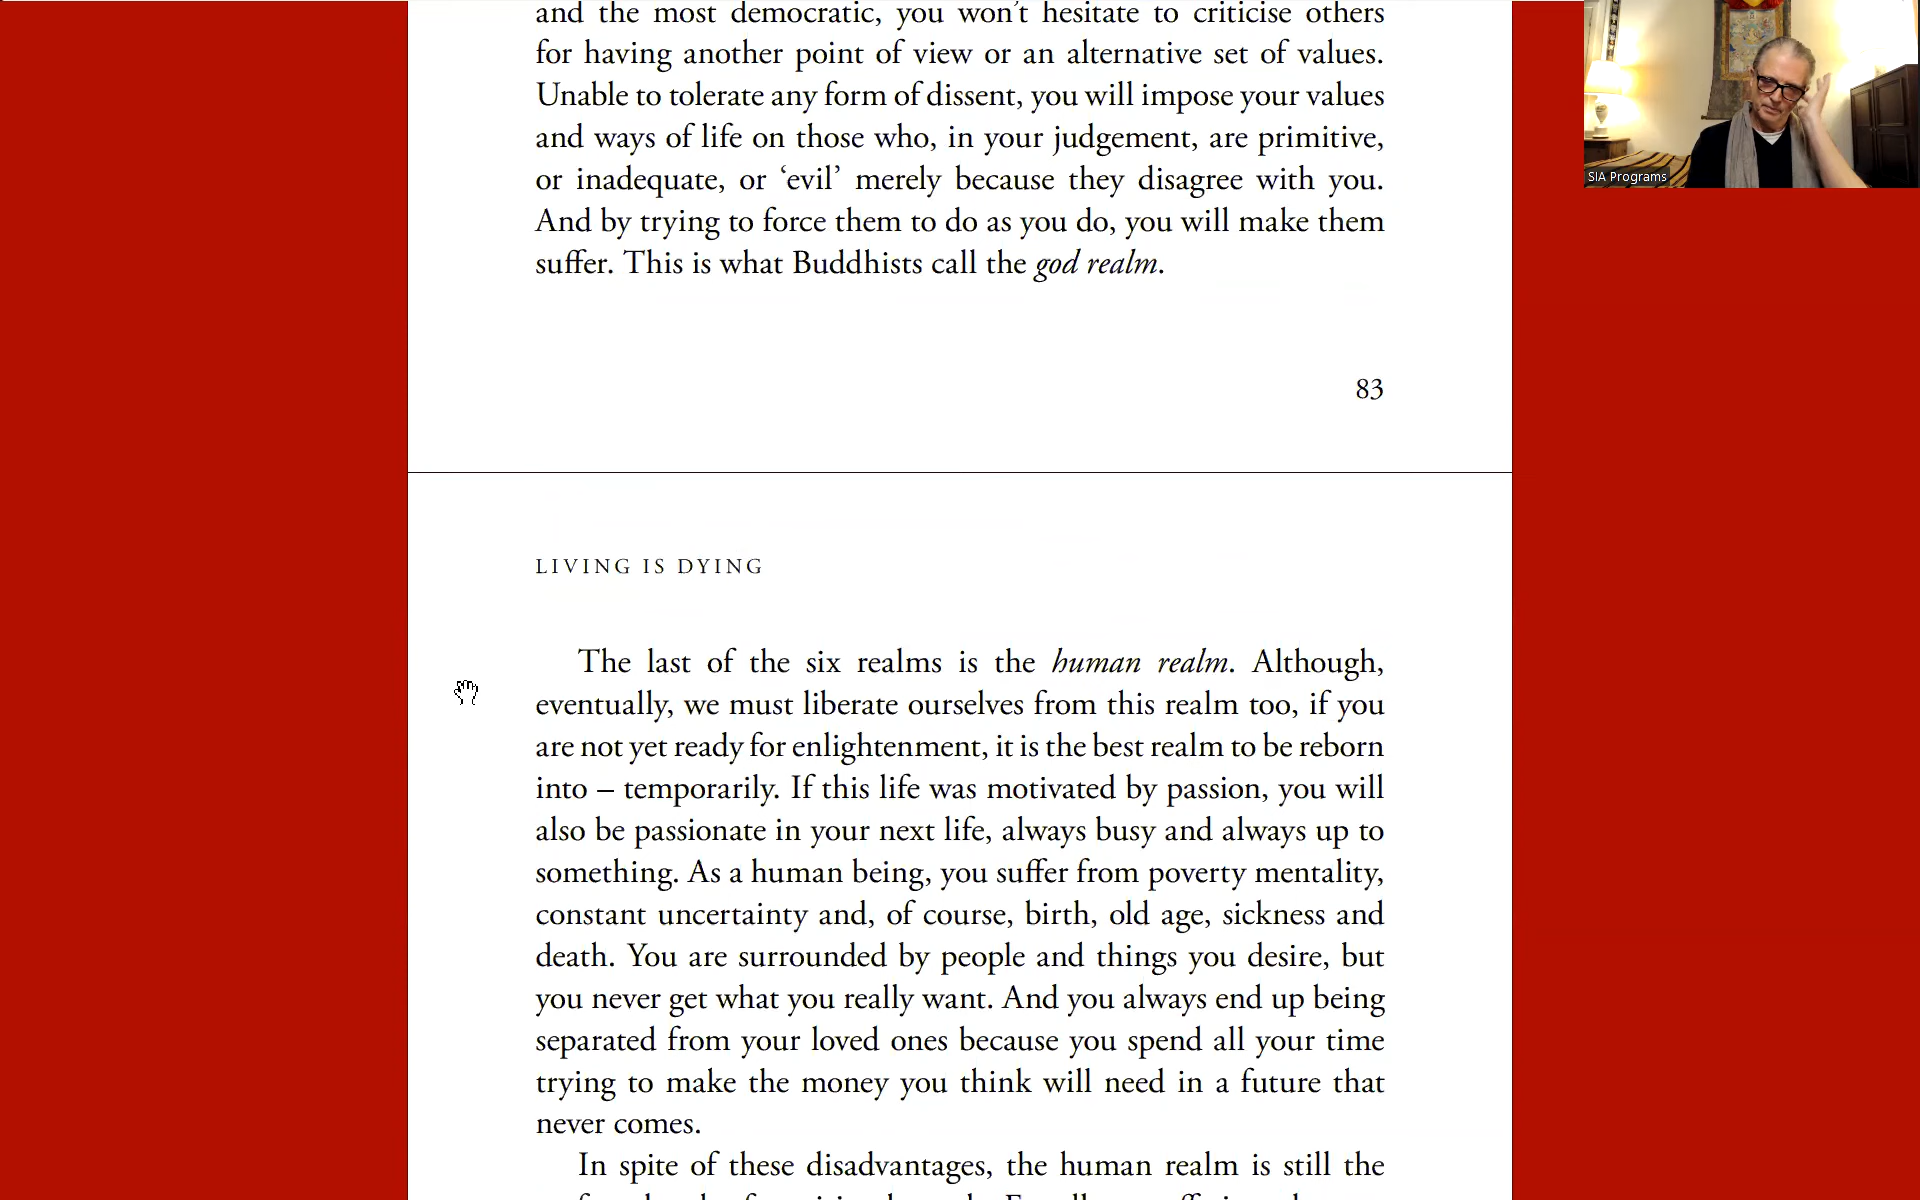 and the most democratic, you won't hesitate to criticise others
for having another point of view or an alternative set of values.
Unable to tolerate any form of dissent, you will impose your values
and ways of life on those who, in your judgement, are primitive,
or inadequate, or ‘evil’ merely because they disagree with you.
And by trying to force them to do as you do, you will make them
suffer. This is what Buddhists call the god realm.
83
LIVING IS DYING
The last of the six realms is the human realm. Although,
eventually, we must liberate ourselves from this realm too, if you
are not yet ready for enlightenment, it is the best realm to be reborn
into – temporarily. If this life was motivated by passion, you will
also be passionate in your next life, always busy and always up to
something. As a human being, you suffer from poverty mentality,
constant uncertainty and, of course, birth, old age, sickness and
death. You are surrounded by people and things you desire, but
you never get what you really want. And you always end up being
separated from your loved ones because you spend all your time
trying to make the money you think will need in a future that
never comes.
In spite of these disadvantages, the human realm is still the
SIA Programs